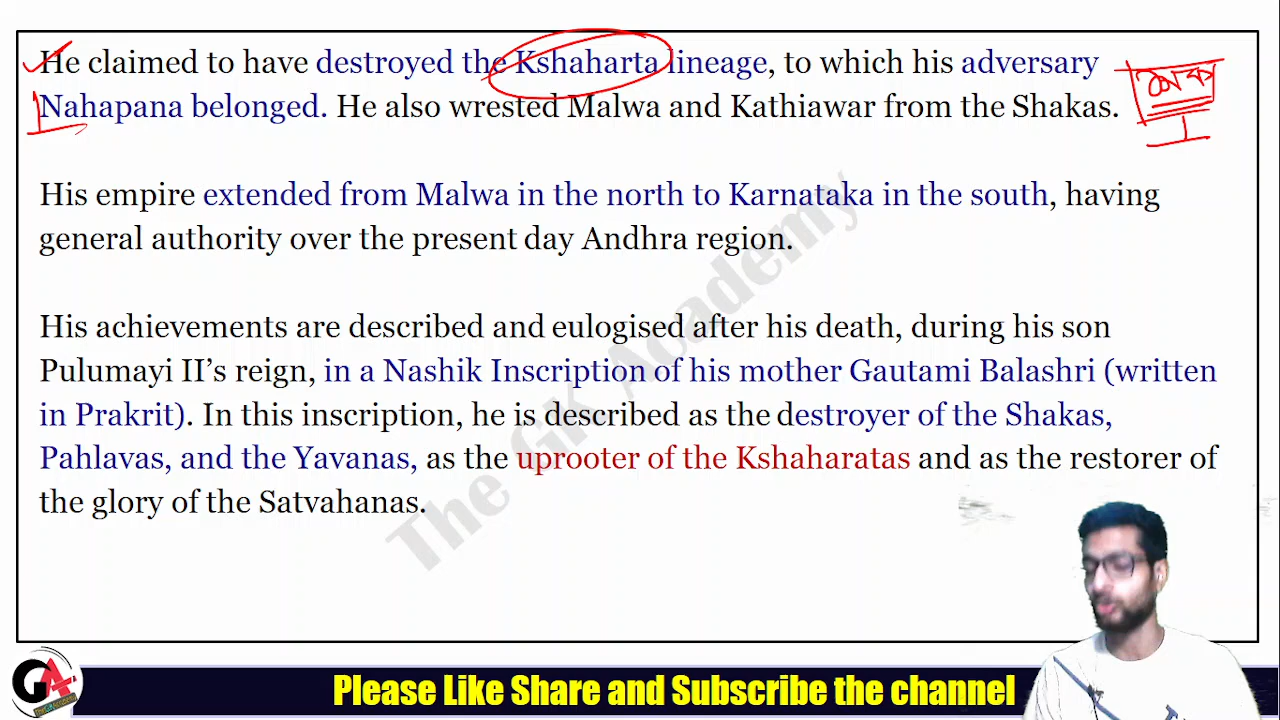 He claimed to have destroyed the Kshaharta lineage, to which his adversary
Nahapana belonged. He also wrested Malwa and Kathiawar from the Shakas.
His empire extended from Malwa in the north to Karnataka in the south, having
general authority over the present day Andhra region.
His achievements are described and eulogised after his death, during his son
Pulumayi II's reign, in a Nashik Inscription of his mother Gautami Balashri (written
in Prakrit). In this inscription, he is described as the destroyer of the Shakas,
Pahlavas, and the Yavanas, as the uprooter of the Kshaharatas and as the restorer of
the glory of the Satvahanas.
The GK Academy
GA
Please Like Share and Subscribe the channel